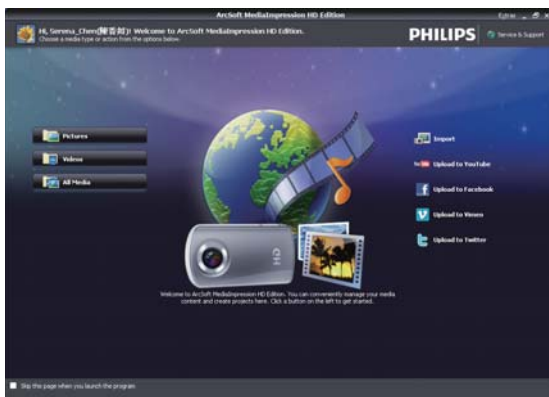 ArcSoft MediaImpression HD Edition
Extras
Hi, Serena_Chen[陳香如]! Welcome to ArcSoft MediaImpression HD Edition.
Choose a media type or action from the options below.
PHILIPS
Service & Support
Pictures
Videos
All Media
Import
You Tube
Upload to YouTube
f
Upload to Facebook
V
Upload to Vimeo
t
Upload to Twitter
HD
Welcome to ArcSoft MediaImpression HD Edition. You can conveniently manage your media
content and create projects here. Click a button on the left to get started.
Skip this page when you launch the program